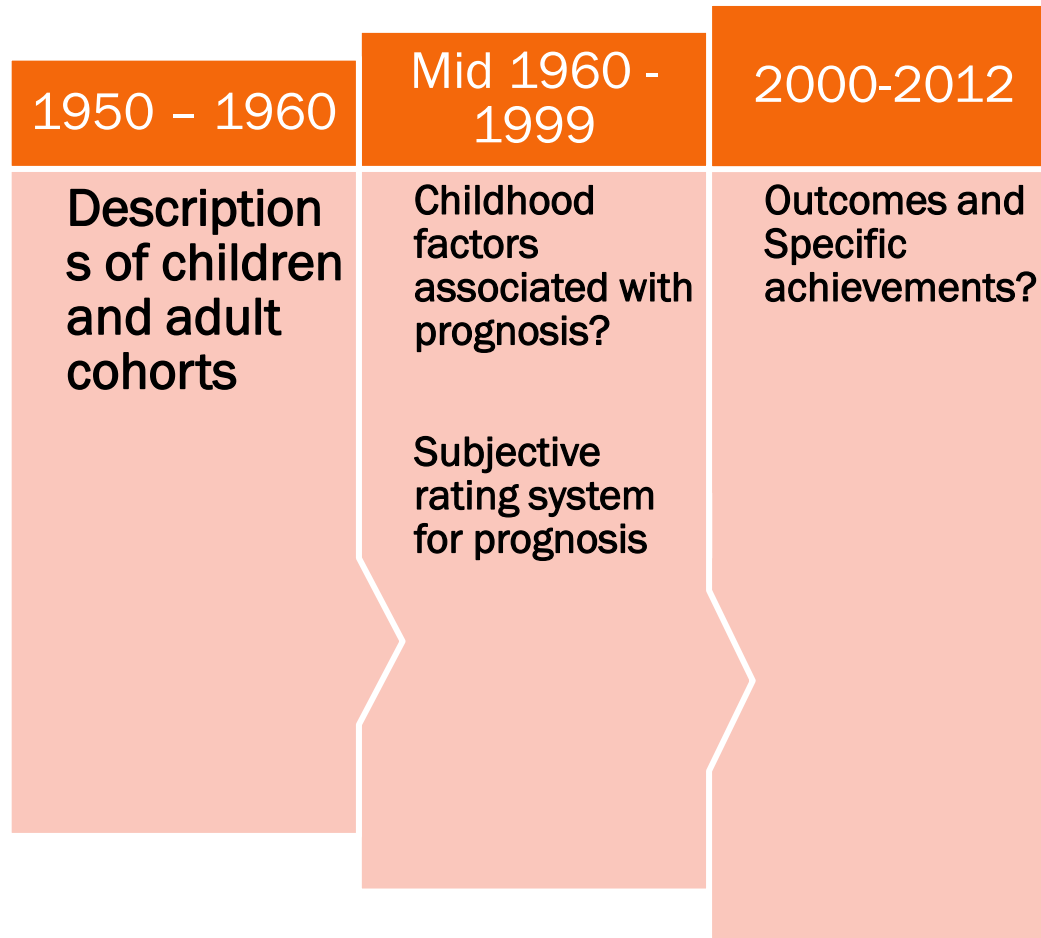 1950 – 1960
Description
s of children
and adult
cohorts
Mid 1960 -
1999
Childhood
factors
associated with
prognosis?
Subjective
rating system
for prognosis
2000-2012
Outcomes and
Specific
achievements?